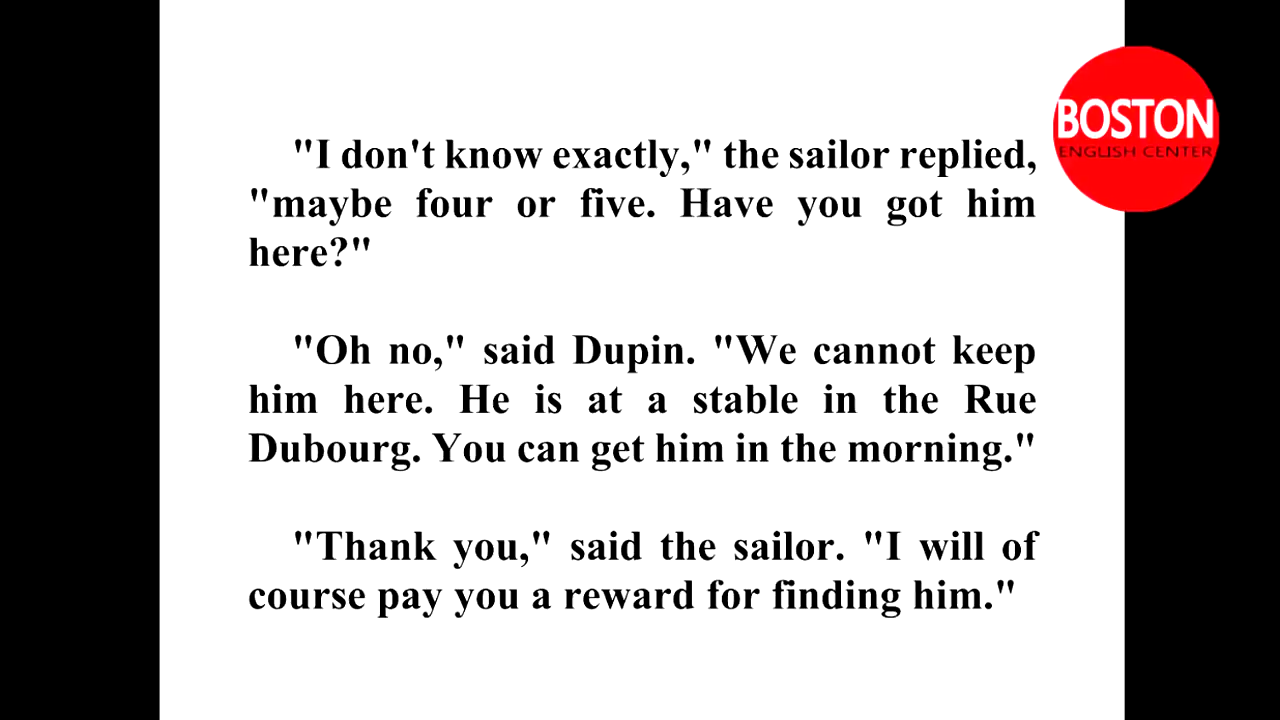 "I don't know exactly," the sailor replied,
"maybe four or five. Have you got him
here?"
"Oh no," said Dupin. "We cannot keep
him here. He is at a stable in the Rue
Dubourg. You can get him in the morning."
"Thank you," said the sailor. "I will of
course pay you a reward for finding him."
BOSTON
ENGLISH CENTER